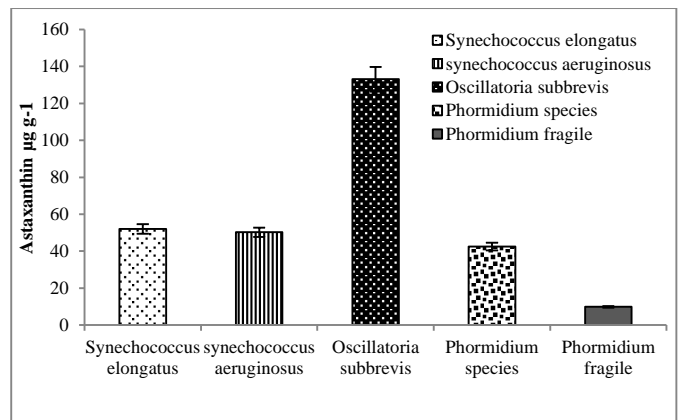 Astaxanthin µg g-1
160
140
120
100
80
60
40
20
0
Synechococcus elongatus
synechococcus aeruginosus
Oscillatoria subbrevis
Phormidium species
Phormidium fragile
Synechococcus
elongatus
synechococcus
aeruginosus
Oscillatoria
subbrevis
Phormidium
species
Phormidium
fragile